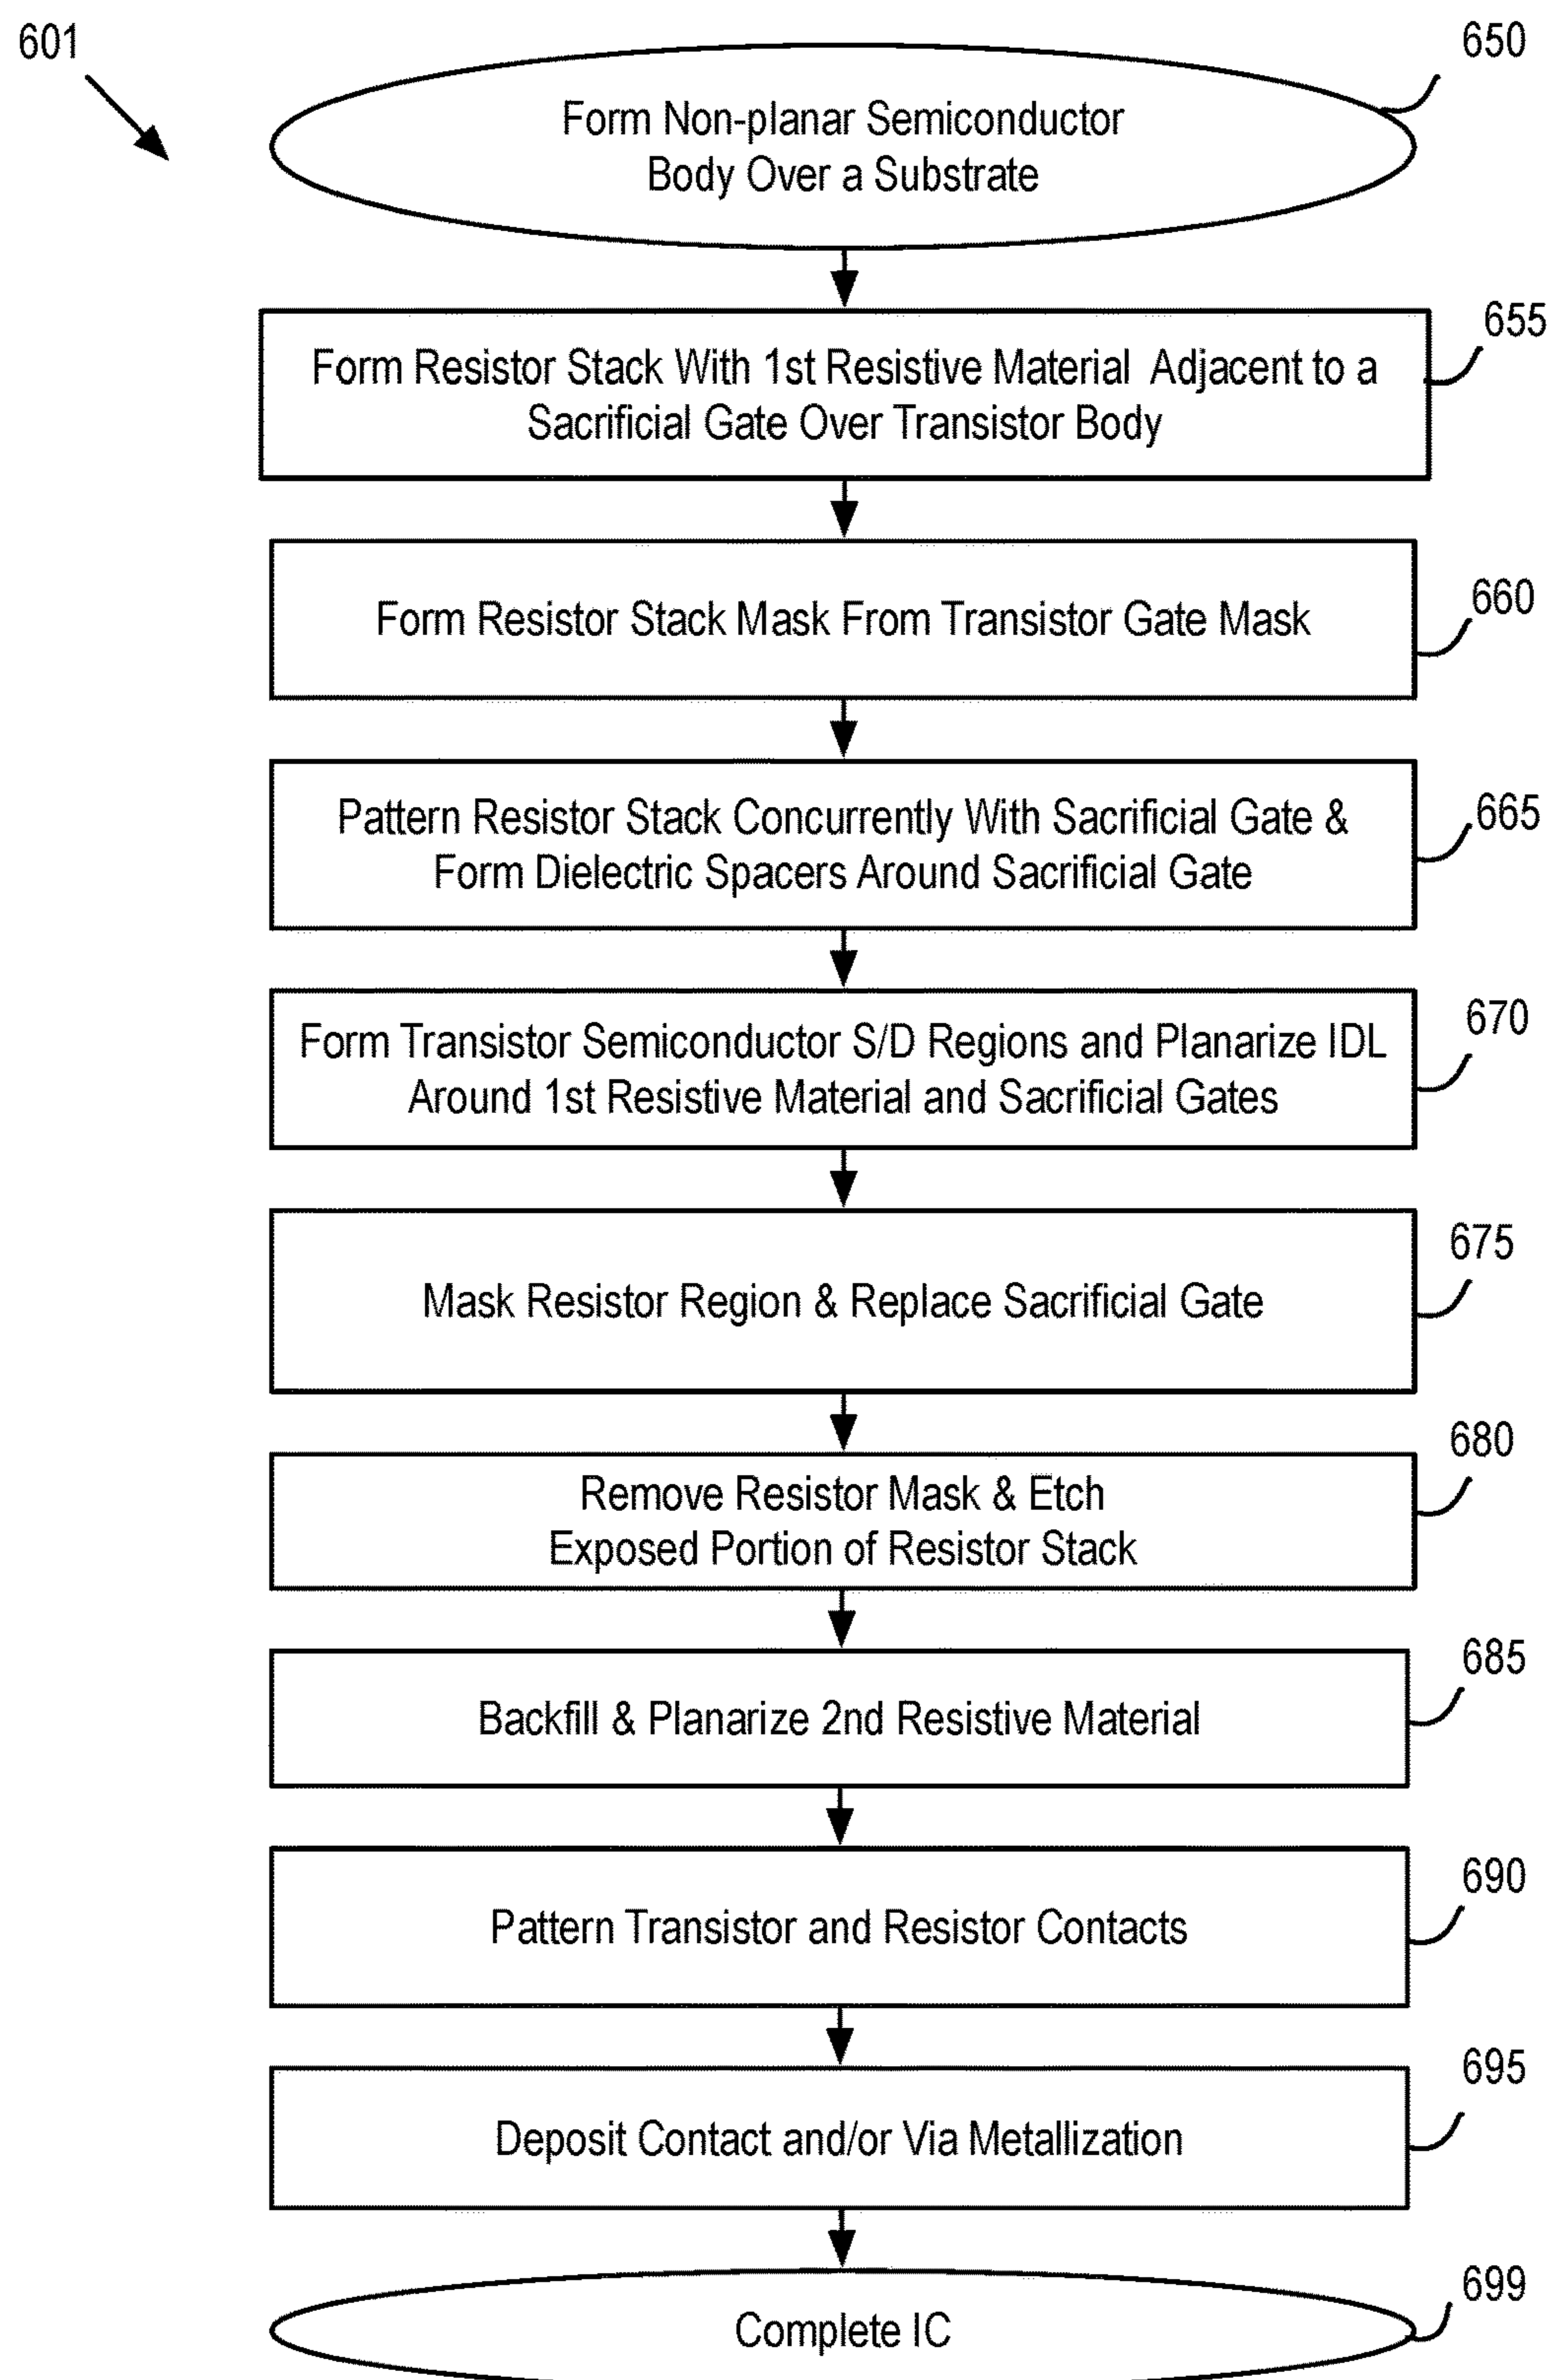 601
650
Form Non-planar Semiconductor
Body Over a Substrate
655
Form Resistor Stack With 1st Resistive Material Adjacent to a
Sacrificial Gate Over Transistor Body
660
Form Resistor Stack Mask From Transistor Gate Mask
665
Pattern Resistor Stack Concurrently With Sacrificial Gate &
Form Dielectric Spacers Around Sacrificial Gate
670
Form Transistor Semiconductor S/D Regions and Planarize IDL
Around 1st Resistive Material and Sacrificial Gates
675
Mask Resistor Region & Replace Sacrificial Gate
680
Remove Resistor Mask & Etch
Exposed Portion of Resistor Stack
685
Backfill & Planarize 2nd Resistive Material
690
Pattern Transistor and Resistor Contacts
695
Deposit Contact and/or Via Metallization
699
Complete IC